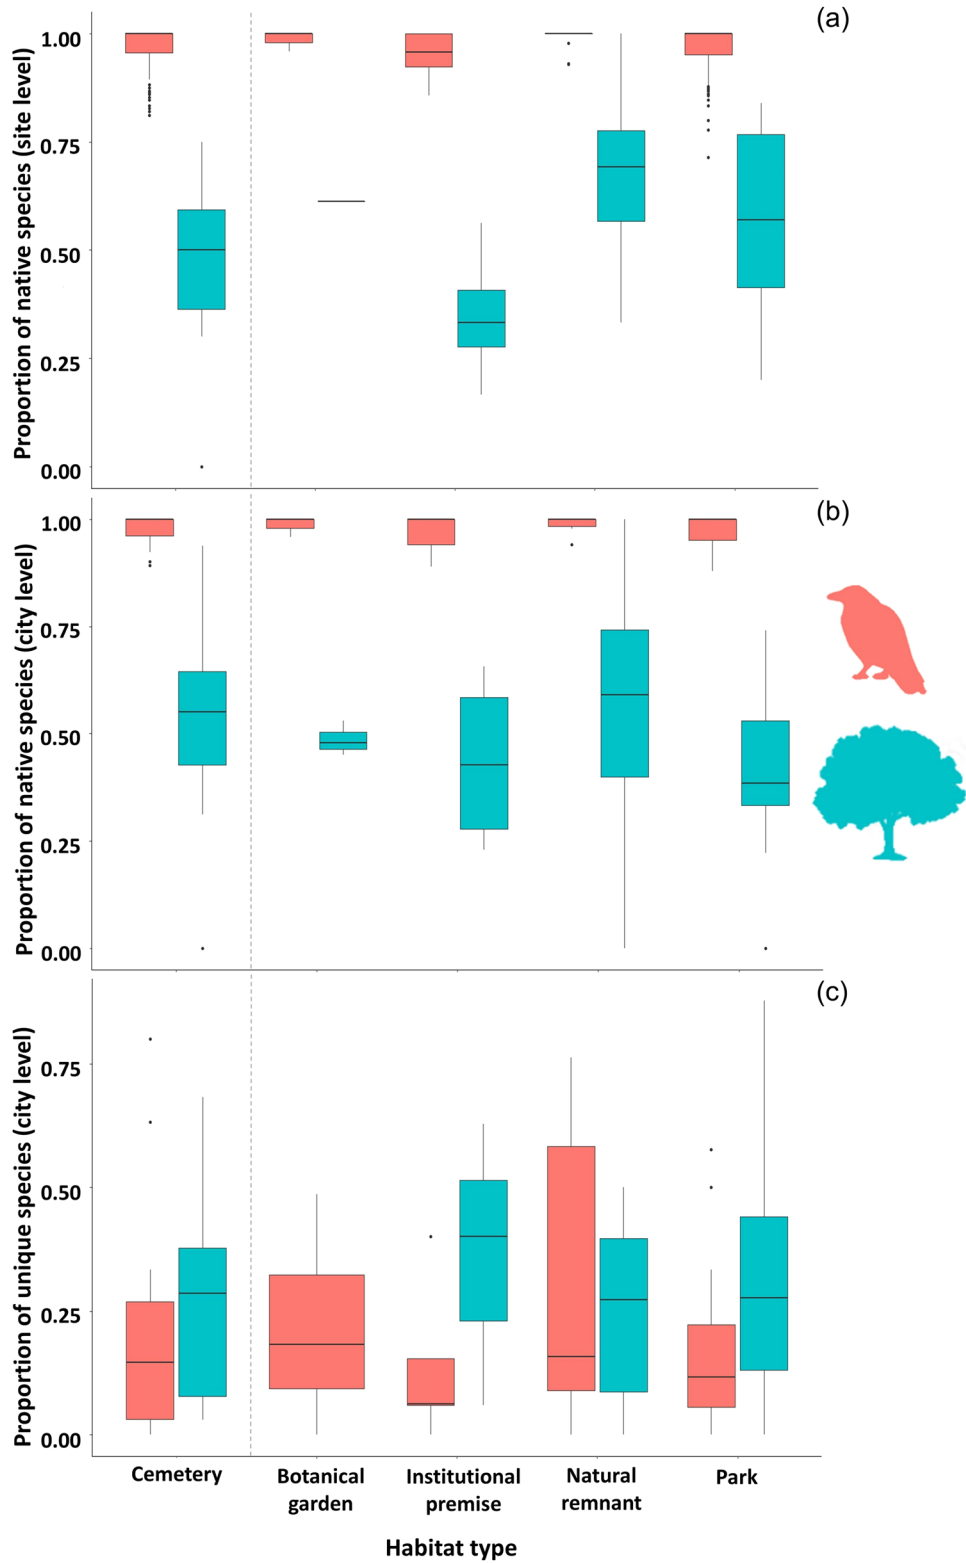 (a)
Proportion of native species (site level)
1.00
0.75
0.50
0.25
0.00
(b)
Proportion of native species (city level)
1.00
0.75
0.50
0.25
0.00
(c)
Proportion of unique species (city level)
0.75
0.50
0.25
0.00
Cemetery
Botanical
garden
Institutional
premise
Natural
remnant
Park
Habitat type